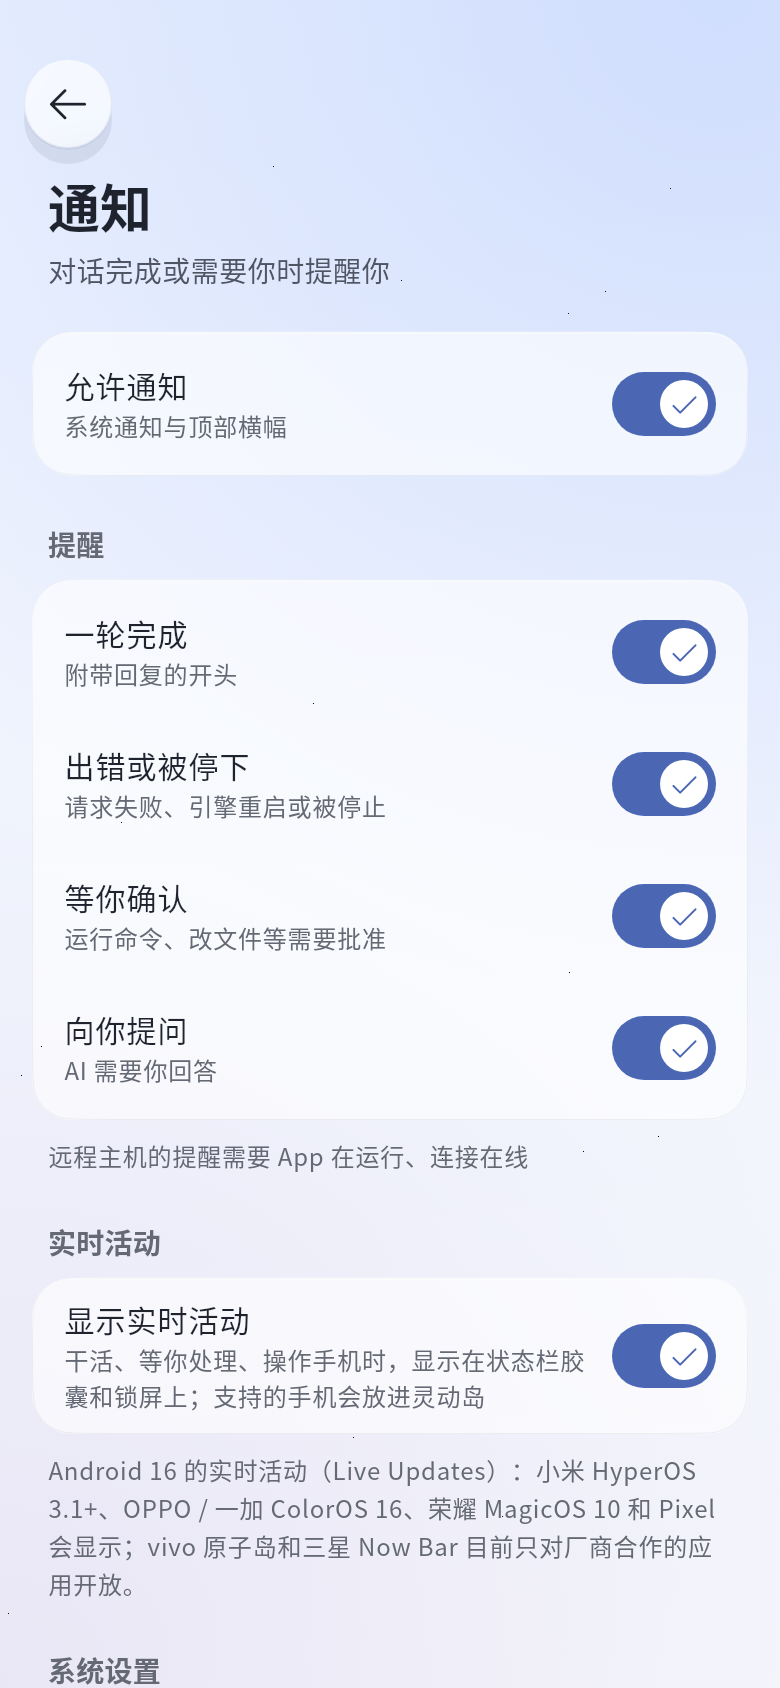 通知
对话完成或需要你时提醒你
允许通知
系统通知与顶部横幅
提醒
一轮完成
附带回复的开头
出错或被停下
请求失败、引擎重启或被停止
等你确认
运行命令、改文件等需要批准
向你提问
AI 需要你回答
远程主机的提醒需要 App 在运行、连接在线
实时活动
显示实时活动
干活、等你处理、操作手机时，显示在状态栏胶
囊和锁屏上；支持的手机会放进灵动岛
Android 16 的实时活动（Live Updates）：小米 HyperOS
3.1+、OPPO / 一加 ColorOS 16、荣耀 MagicOS 10 和 Pixel
会显示；vivo 原子岛和三星 Now Bar 目前只对厂商合作的应
用开放。
系统设置